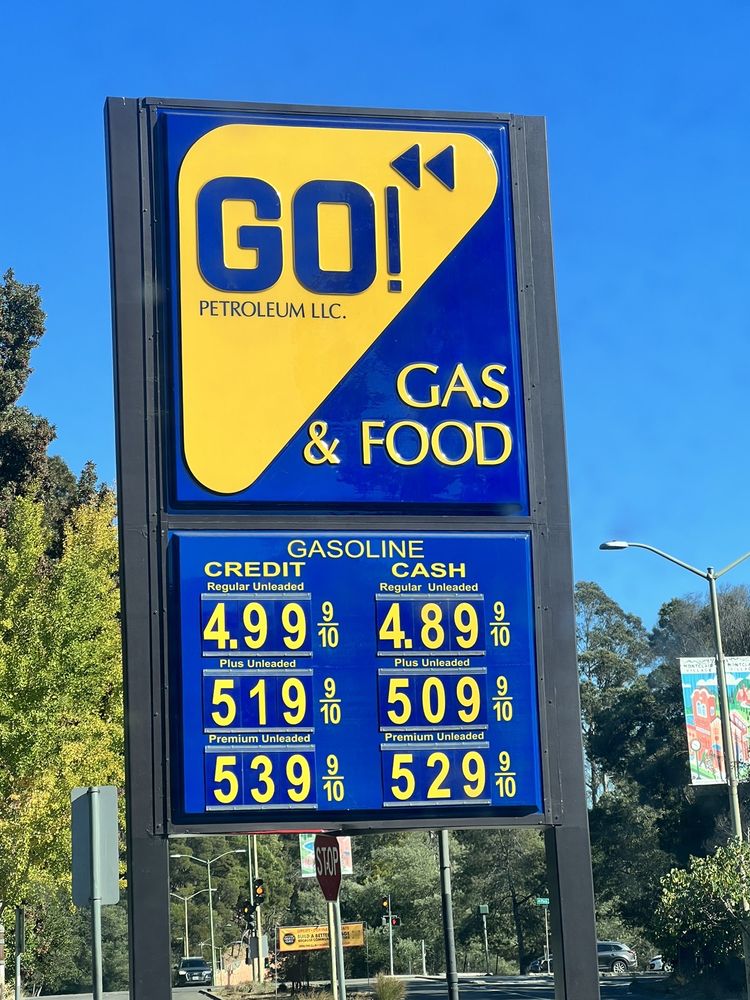 GO!
PETROLEUM LLC.
GAS
& FOOD
GASOLINE
CREDIT CASH
Regular Unleaded Regular Unleaded
4.99 9/10 4.89 9/10
Plus Unleaded Plus Unleaded
519 9/10 509 9/10
Premium Unleaded Premium Unleaded
539 9/10 529 9/10
STOP